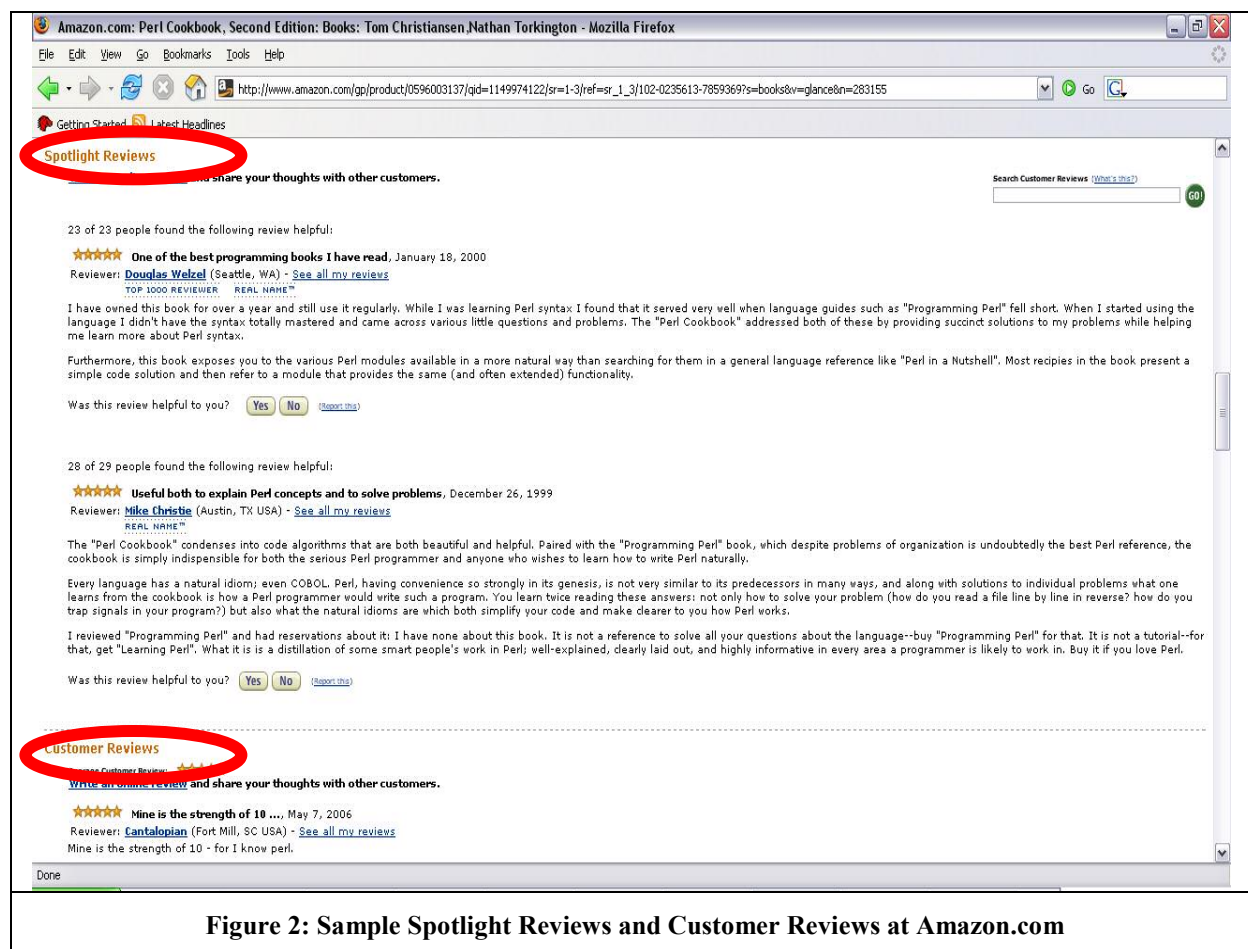 Amazon.com: Perl Cookbook, Second Edition: Books: Tom Christiansen,Nathan Torkington - Mozilla Firefox
File Edit View Go Bookmarks Tools Help
http://www.amazon.com/gp/product/0596003137/qid=1149974122/sr=1-3/ref=sr_1_3/102-0235613-7859369?s=books&v=glance&n=283155 Go
Getting Started Latest Headlines
Spotlight Reviews
and share your thoughts with other customers.
Search Customer Reviews (What's this?)
GO!
23 of 23 people found the following review helpful:
One of the best programming books I have read, January 18, 2000
Reviewer: Douglas Welzel (Seattle, WA) - See all my reviews
TOP 1000 REVIEWER REAL NAME™
I have owned this book for over a year and still use it regularly. While I was learning Perl syntax I found that it served very well when language guides such as "Programming Perl" fell short. When I started using the
language I didn't have the syntax totally mastered and came across various little questions and problems. The "Perl Cookbook" addressed both of these by providing succinct solutions to my problems while helping
me learn more about Perl syntax.
Furthermore, this book exposes you to the various Perl modules available in a more natural way than searching for them in a general language reference like "Perl in a Nutshell". Most recipies in the book present a
simple code solution and then refer to a module that provides the same (and often extended) functionality.
Was this review helpful to you? Yes No (Report this)
28 of 29 people found the following review helpful:
Useful both to explain Perl concepts and to solve problems, December 26, 1999
Reviewer: Mike Christie (Austin, TX USA) - See all my reviews
REAL NAME™
The "Perl Cookbook" condenses into code algorithms that are both beautiful and helpful. Paired with the "Programming Perl" book, which despite problems of organization is undoubtedly the best Perl reference, the
cookbook is simply indispensible for both the serious Perl programmer and anyone who wishes to learn how to write Perl naturally.
Every language has a natural idiom; even COBOL. Perl, having convenience so strongly in its genesis, is not very similar to its predecessors in many ways, and along with solutions to individual problems what one
learns from the cookbook is how a Perl programmer would write such a program. You learn twice reading these answers: not only how to solve your problem (how do you read a file line by line in reverse? how do you
trap signals in your program?) but also what the natural idioms are which both simplify your code and make clearer to you how Perl works.
I reviewed "Programming Perl" and had reservations about it: I have none about this book. It is not a reference to solve all your questions about the language--buy "Programming Perl" for that. It is not a tutorial--for
that, get "Learning Perl". What it is is a distillation of some smart people's work in Perl; well-explained, clearly laid out, and highly informative in every area a programmer is likely to work in. Buy it if you love Perl.
Was this review helpful to you? Yes No (Report this)
Customer Reviews
Customer Review:
Write an online review and share your thoughts with other customers.
Mine is the strength of 10 ..., May 7, 2006
Reviewer: Cantalopian (Fort Mill, SC USA) - See all my reviews
Mine is the strength of 10 - for I know perl.
Done
Figure 2: Sample Spotlight Reviews and Customer Reviews at Amazon.com